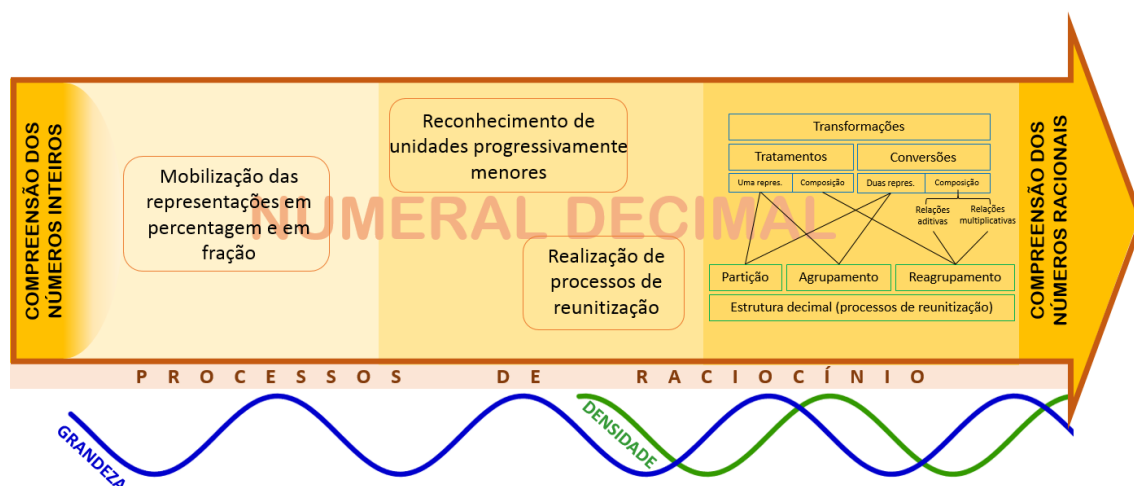 COMPREENSÃO DOS
NÚMEROS INTEIROS
Mobilização das
representações em
percentagem e em
fração
Reconhecimento de
unidades progressivamente
menores
NUMERAL DECIMAL
Realização de
processos de
reunitização
Transformações
Tratamentos
Conversões
Uma repres.
Composição
Duas repres.
Composição
Relações
aditivas
Relações
multiplicativas
Partição
Agrupamento
Reagrupamento
Estrutura decimal (processos de reunitização)
COMPREENSÃO DOS
NÚMEROS RACIONAIS
PROCESSOS DE RACIOCÍNIO
GRANDEZA
DENSIDADE